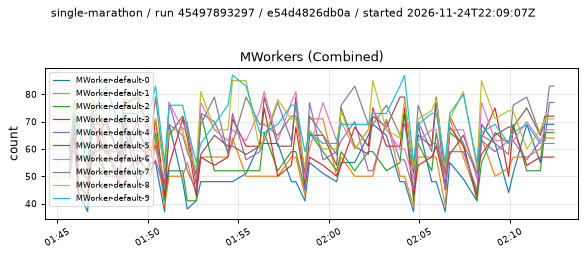 single-marathon / run 45497893297 / e54d4826db0a / started 2026-11-24T22:09:07Z
MWorkers (Combined)
count
80
70
60
50
40
MWorker-default-0
MWorker-default-1
MWorker-default-2
MWorker-default-3
MWorker-default-4
MWorker-default-5
MWorker-default-6
MWorker-default-7
MWorker-default-8
MWorker-default-9
01:45
01:50
01:55
02:00
02:05
02:10